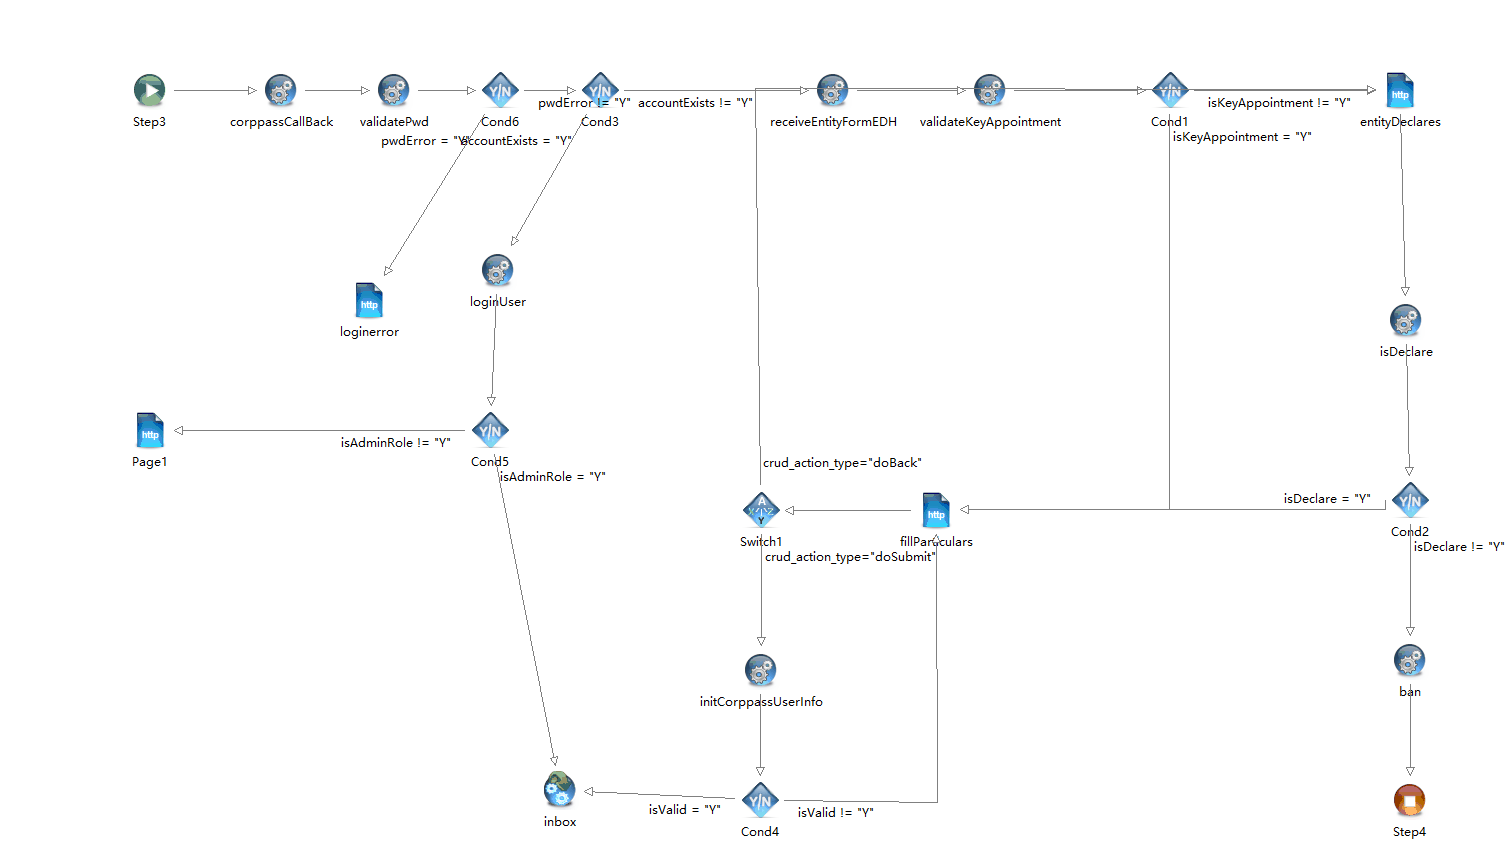 Step3
corppassCallBack
validatePwd
Y/N
Cond6
pwdError != "Y"
Y/N
Cond3
accountExists != "Y"
receiveEntityFormEDH
validateKeyAppointment
Y/N
Cond1
isKeyAppointment != "Y"
http
entityDeclares
pwdError = "Y"
accountExists = "Y"
isKeyAppointment = "Y"
loginUser
http
loginerror
isDeclare
http
Page1
isAdminRole != "Y"
Y/N
Cond5
isAdminRole = "Y"
crud_action_type="doBack"
Switch1
crud_action_type="doSubmit"
http
fillParticulars
isDeclare = "Y"
Y/N
Cond2
isDeclare != "Y"
initCorppassUserInfo
ban
inbox
isValid = "Y"
Y/N
Cond4
isValid != "Y"
Step4